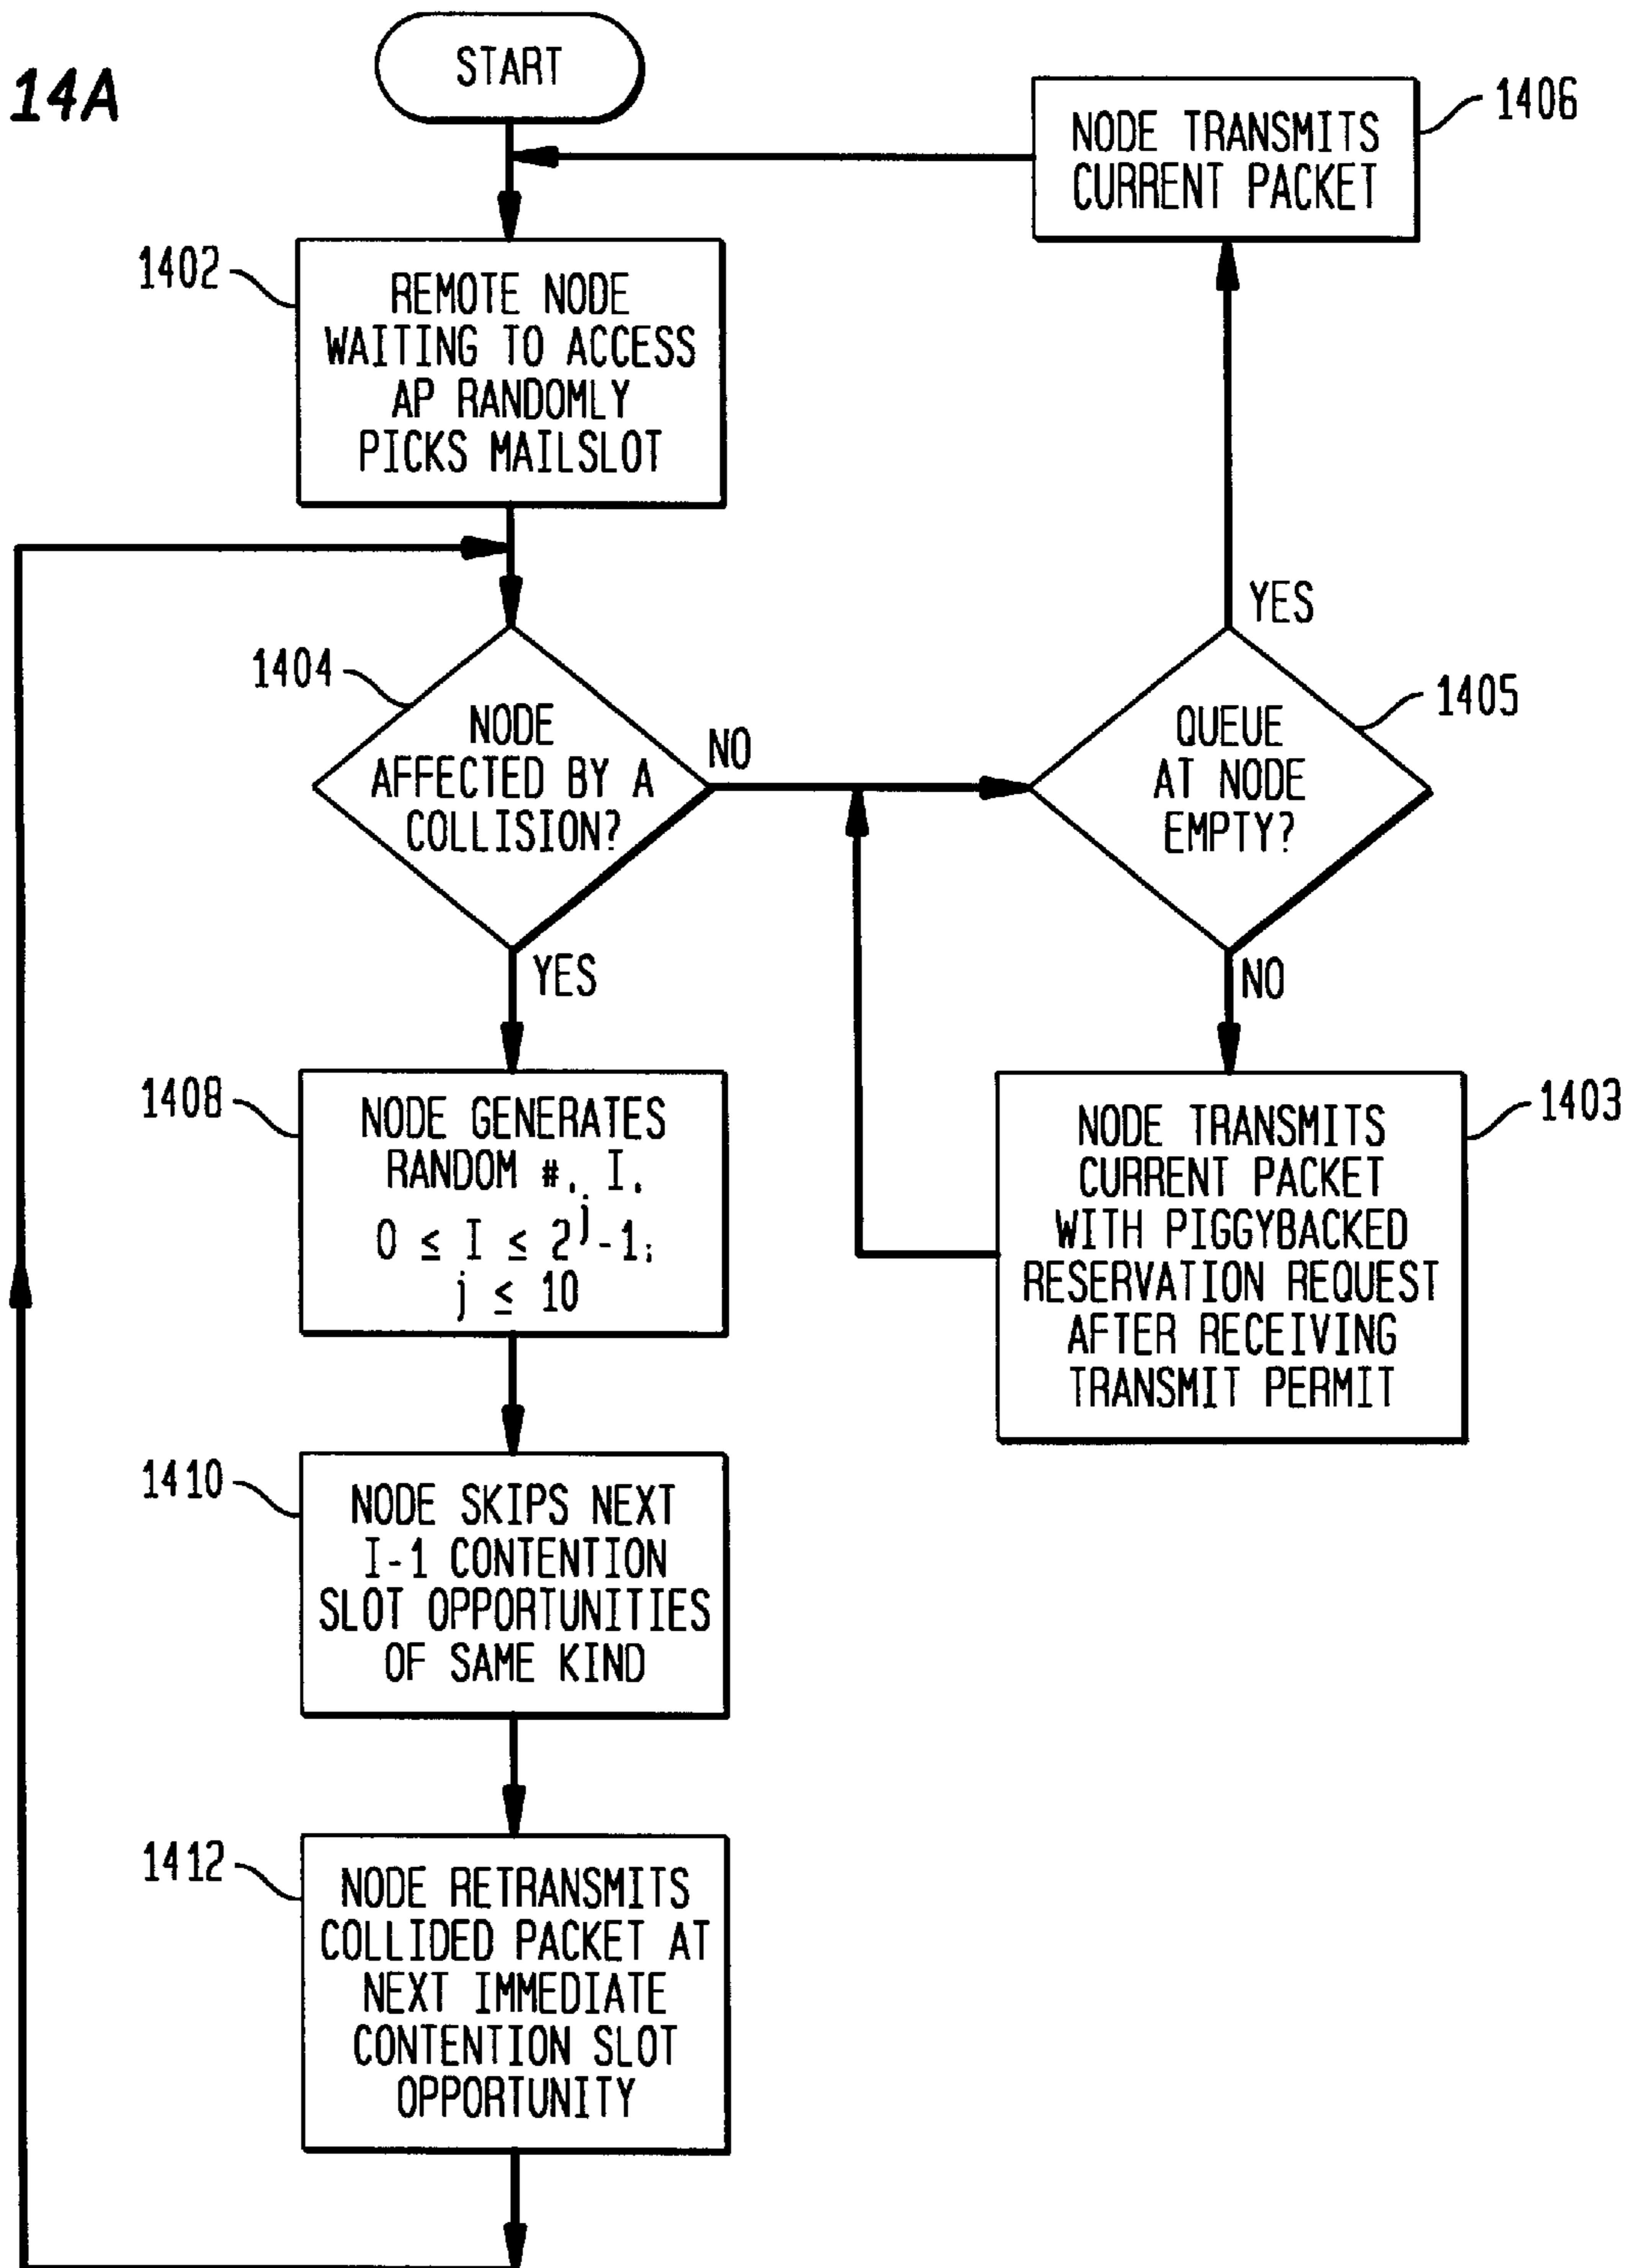 14A
START
1406
NODE TRANSMITS
CURRENT PACKET
1402
REMOTE NODE
WAITING TO ACCESS
AP RANDOMLY
PICKS MAILSLOT
YES
1404
NODE
AFFECTED BY A
COLLISION?
NO
1405
QUEUE
AT NODE
EMPTY?
YES
NO
1408
NODE GENERATES
RANDOM #, I,
0 ≤ I ≤ 2^j-1;
j ≤ 10
1403
NODE TRANSMITS
CURRENT PACKET
WITH PIGGYBACKED
RESERVATION REQUEST
AFTER RECEIVING
TRANSMIT PERMIT
1410
NODE SKIPS NEXT
I-1 CONTENTION
SLOT OPPORTUNITIES
OF SAME KIND
1412
NODE RETRANSMITS
COLLIDED PACKET AT
NEXT IMMEDIATE
CONTENTION SLOT
OPPORTUNITY